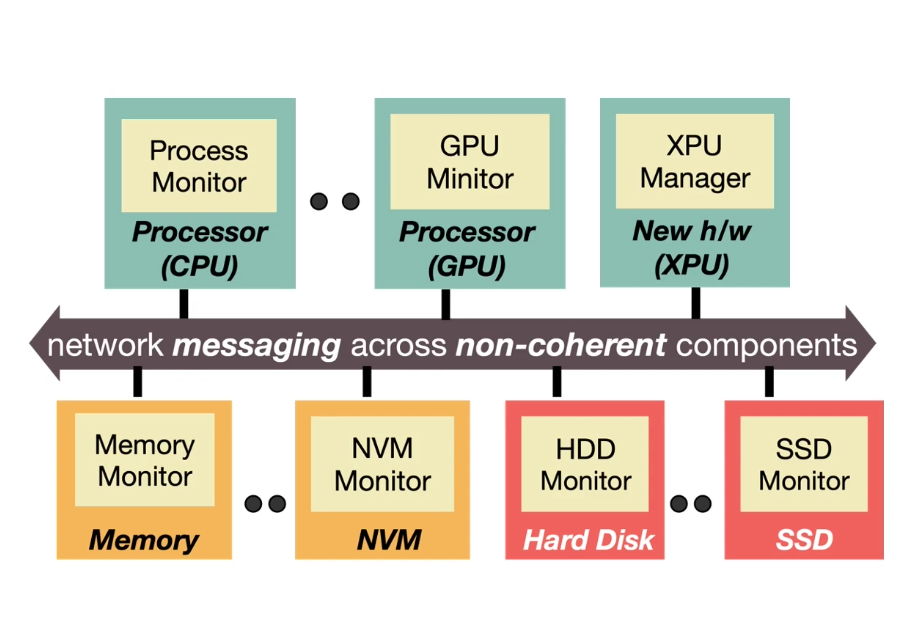 Process
Monitor
Processor
(CPU)
GPU
Minitor
Processor
(GPU)
XPU
Manager
New h/w
(XPU)
network messaging across non-coherent components
Memory
Monitor
Memory
NVM
Monitor
NVM
HDD
Monitor
Hard Disk
SSD
Monitor
SSD